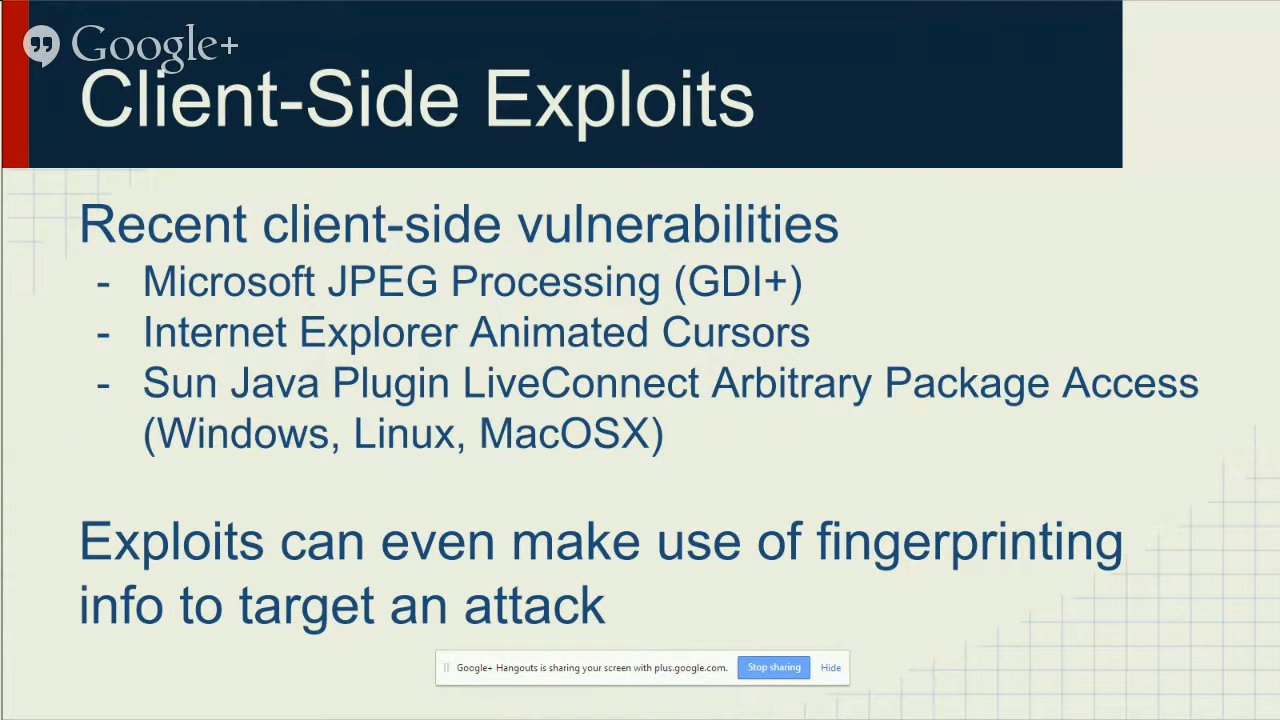 Google+
Client-Side Exploits
Recent client-side vulnerabilities
- Microsoft JPEG Processing (GDI+)
- Internet Explorer Animated Cursors
- Sun Java Plugin LiveConnect Arbitrary Package Access
(Windows, Linux, MacOSX)
Exploits can even make use of fingerprinting
info to target an attack
Google+ Hangouts is sharing your screen with plus.google.com. Stop sharing Hide